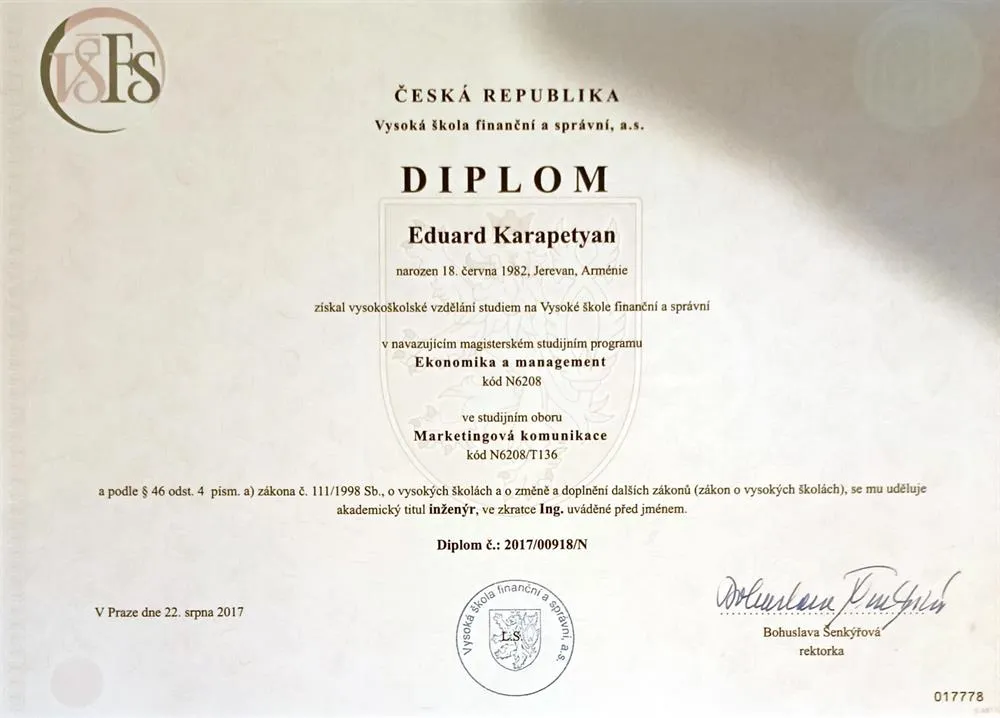 VŠFS
ČESKÁ REPUBLIKA
Vysoká škola finanční a správní, a.s.
DIPLOM
Eduard Karapetyan
narozen 18. června 1982, Jerevan, Arménie
získal vysokoškolské vzdělání studiem na Vysoké škole finanční a správní
v navazujícím magisterském studijním programu
Ekonomika a management
kód N6208
ve studijním oboru
Marketingová komunikace
kód N6208/T136
a podle § 46 odst. 4 písm. a) zákona č. 111/1998 Sb., o vysokých školách a o změně a doplnění dalších zákonů (zákon o vysokých školách), se mu uděluje
akademický titul inženýr, ve zkratce Ing. uváděné před jménem.
Diplom č.: 2017/00918/N
V Praze dne 22. srpna 2017
Vysoká škola finanční a správní, a.s.
L.S.
Bohuslava Šenkýřová
rektorka
017778